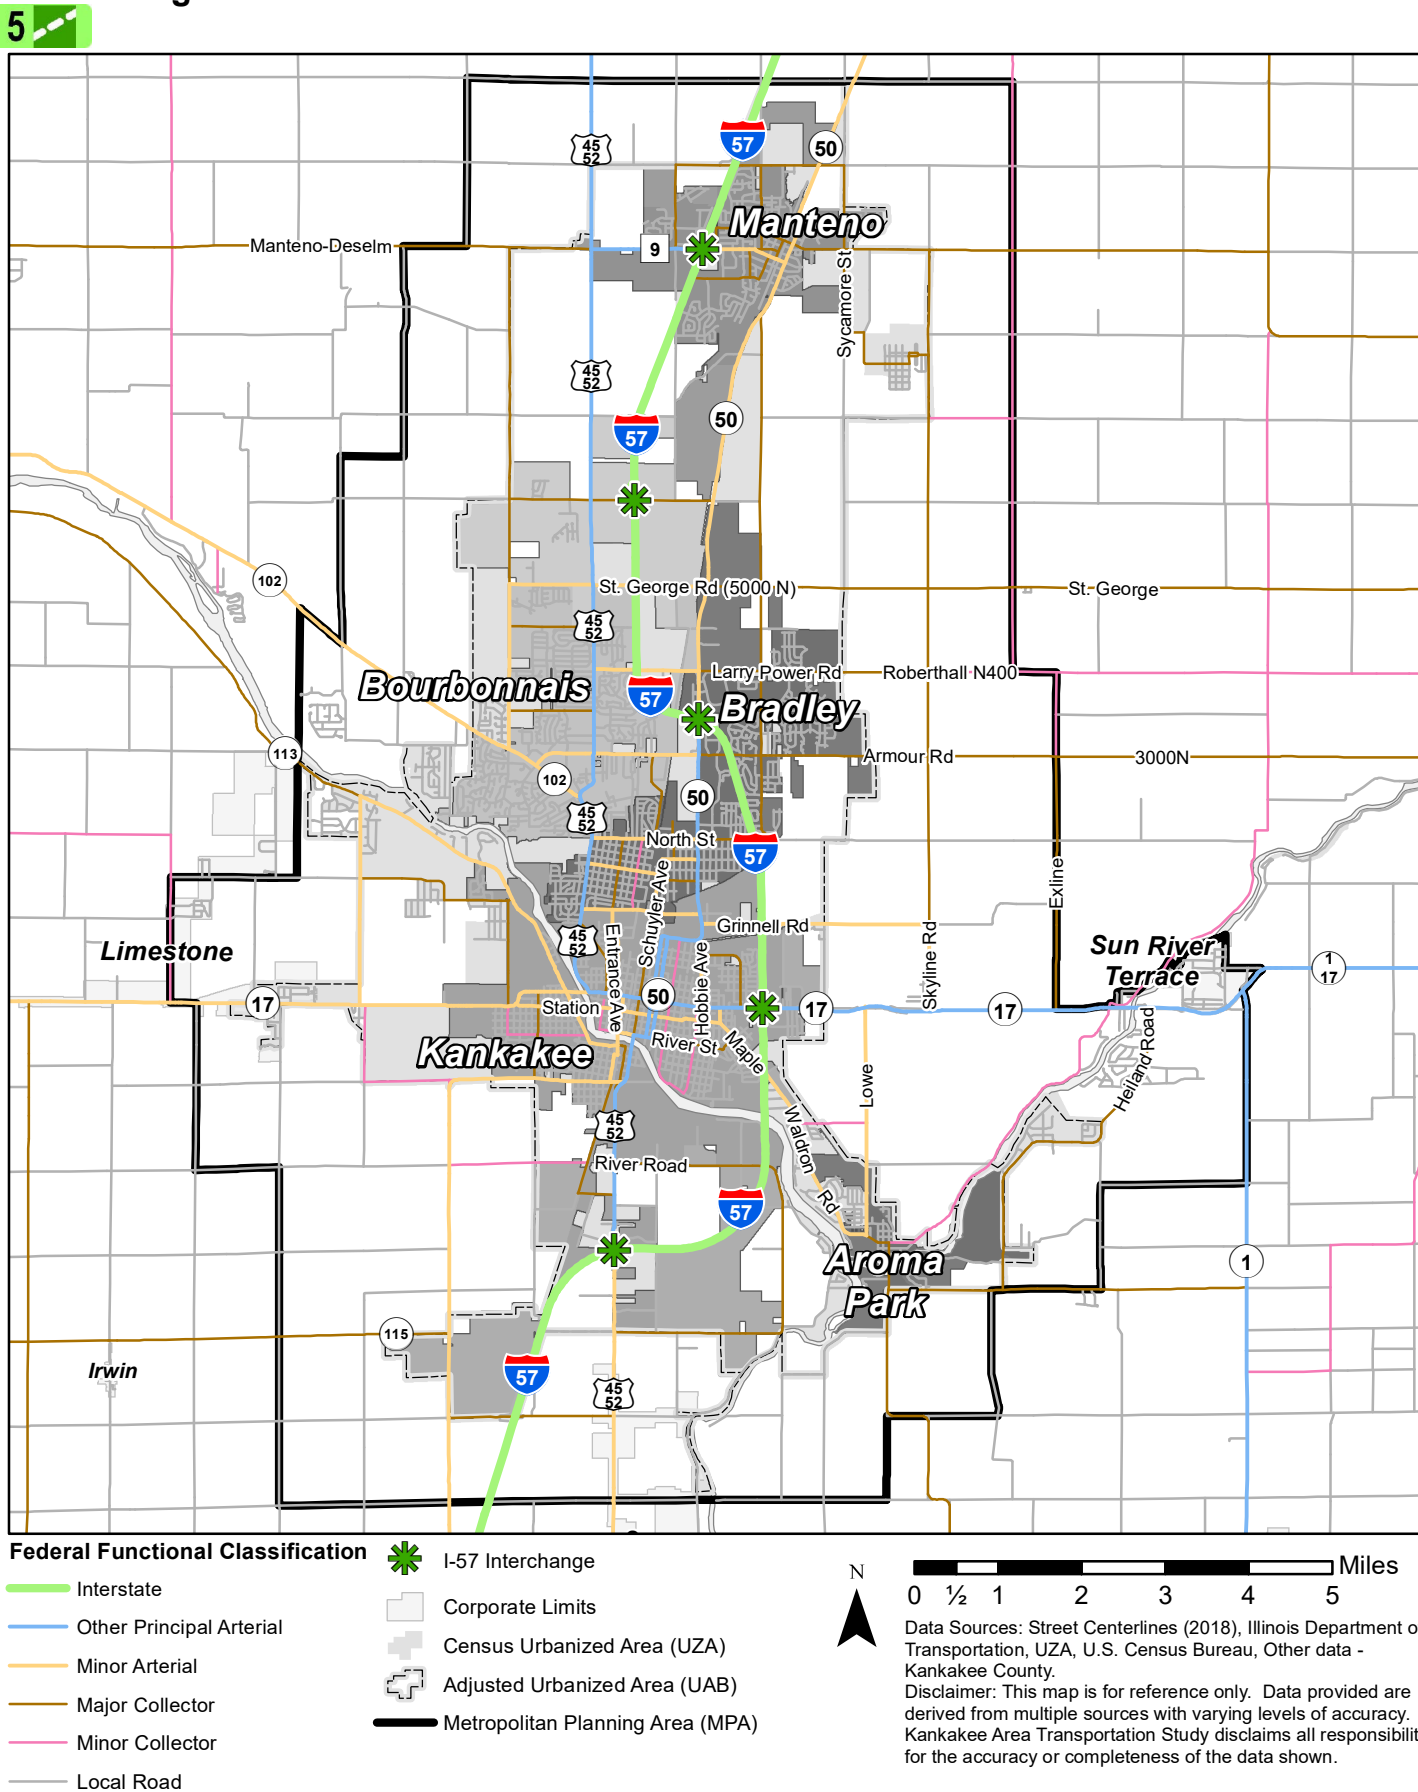 5
57
50
45
52
Manteno
Manteno-Deselm
9
Sycamore St
45
52
57
50
102
St. George Rd (5000 N)
St. George
45
52
Larry Power Rd
Roberthall N400
Bourbonnais
57
Bradley
113
Armour Rd
3000N
102
50
45
52
North St
57
Schuyler Ave
Exline
Grinnell Rd
Entrance Ave
Hobbie Ave
Skyline Rd
Limestone
45
52
Sun River
Terrace
1
17
17
Station
50
17
17
River St
Maple
Kankakee
Heiland Road
Lowe
45
52
Waldron Rd
River Road
57
Aroma
Park
1
115
Irwin
57
45
52
Federal Functional Classification
Interstate
Other Principal Arterial
Minor Arterial
Major Collector
Minor Collector
Local Road
I-57 Interchange
Corporate Limits
Census Urbanized Area (UZA)
Adjusted Urbanized Area (UAB)
Metropolitan Planning Area (MPA)
N
Miles
0 ½ 1 2 3 4 5
Data Sources: Street Centerlines (2018), Illinois Department o
Transportation, UZA, U.S. Census Bureau, Other data -
Kankakee County.
Disclaimer: This map is for reference only. Data provided are
derived from multiple sources with varying levels of accuracy.
Kankakee Area Transportation Study disclaims all responsibilit
for the accuracy or completeness of the data shown.